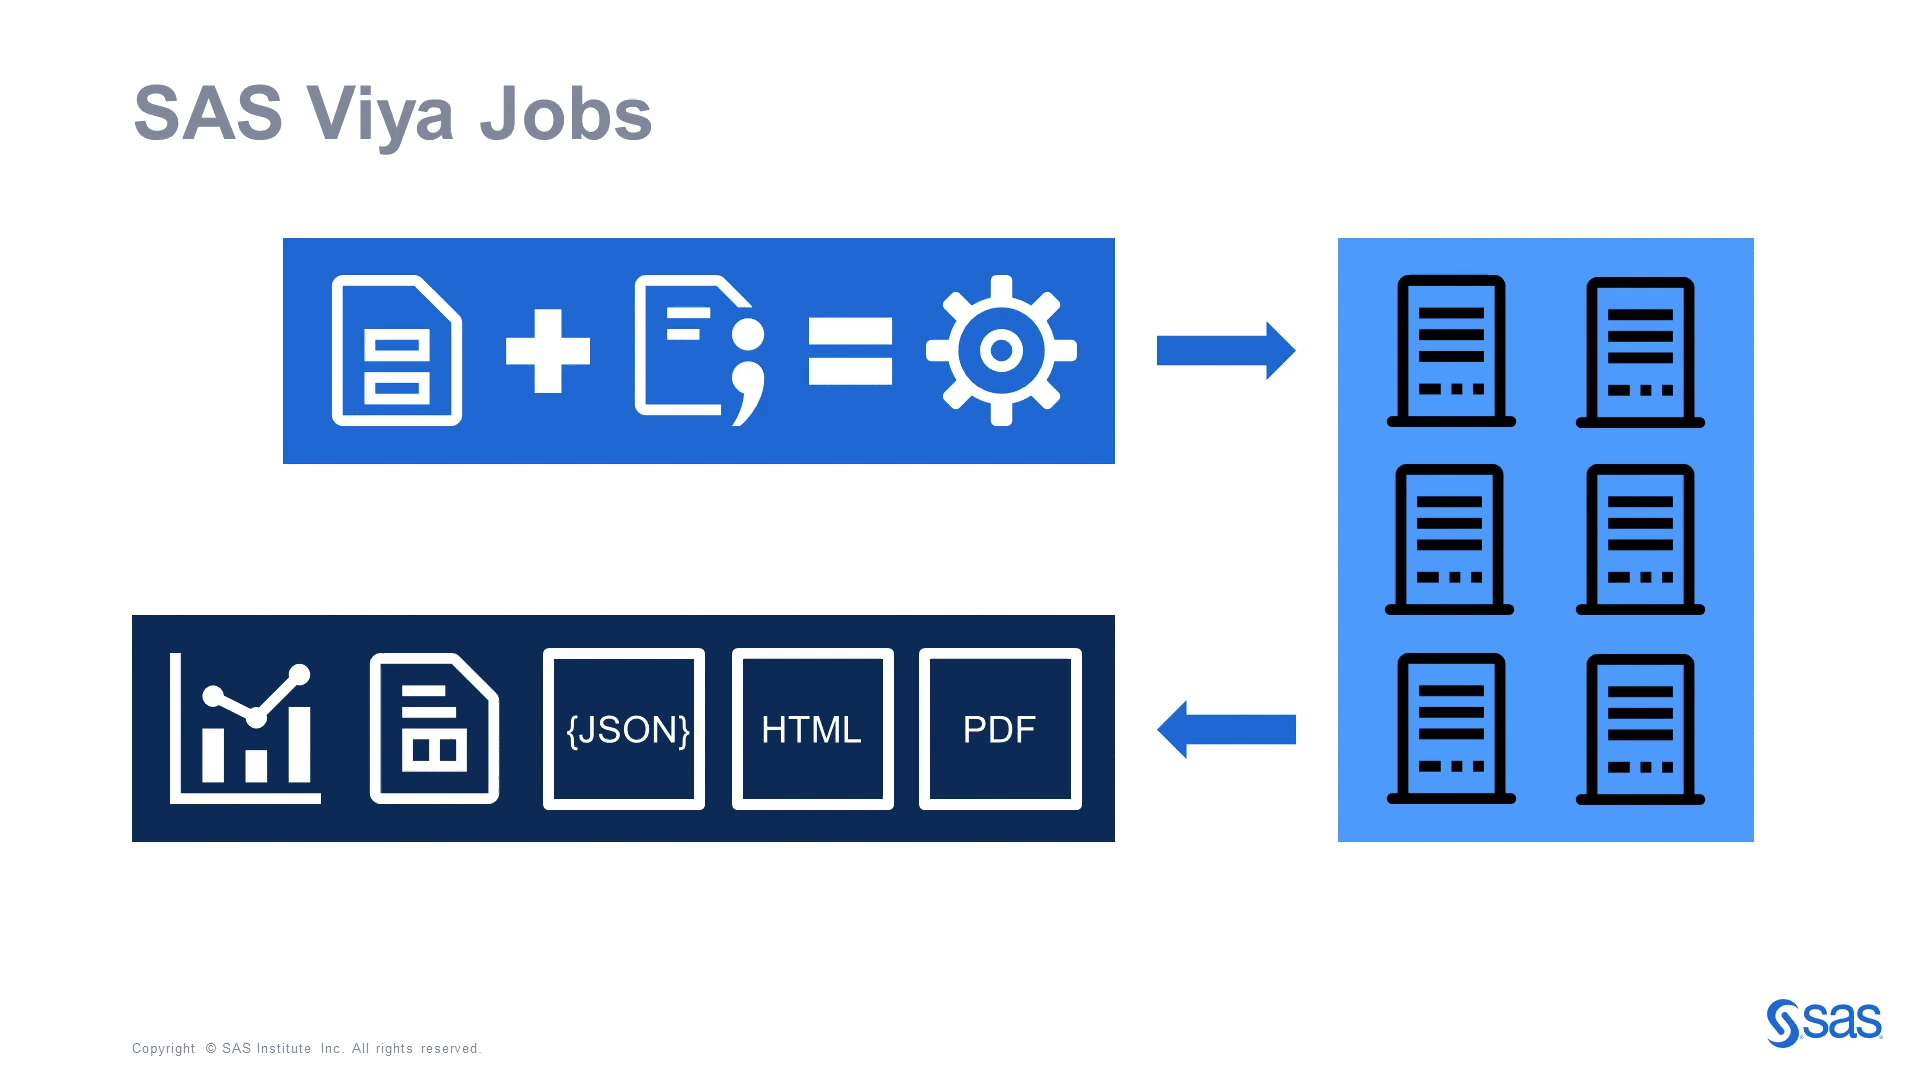 SAS Viya Jobs
{JSON}
HTML
PDF
Copyright © SAS Institute Inc. All rights reserved.
sas